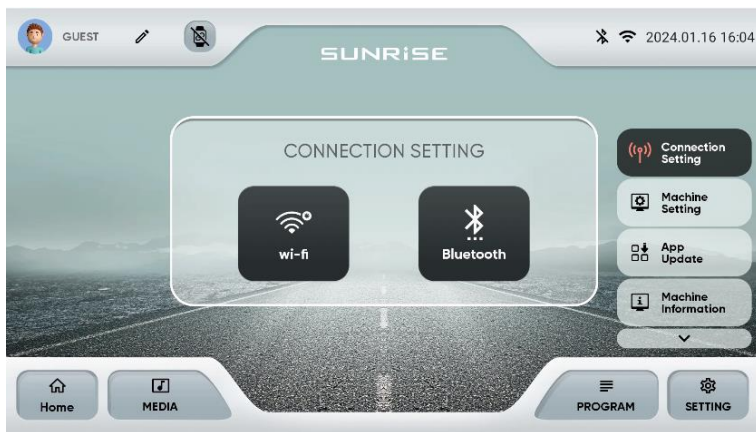 GUEST
SUNRiSE
2024.01.16 16:04
CONNECTION SETTING
wi-fi
Bluetooth
Connection
Setting
Machine
Setting
App
Update
Machine
Information
Home
MEDIA
PROGRAM
SETTING